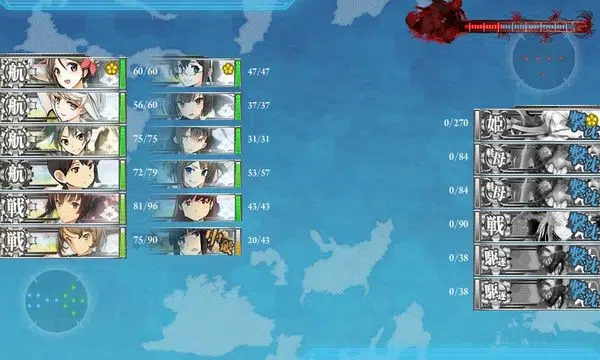 航 60/60 47/47
航 56/60 37/37
航 75/75 31/31
航 72/79 53/57
戦 81/96 43/43
戦 75/90 20/43
0/270 姫
0/84 母
0/84 母
0/90 戦
0/38 駆逐
0/38 駆逐